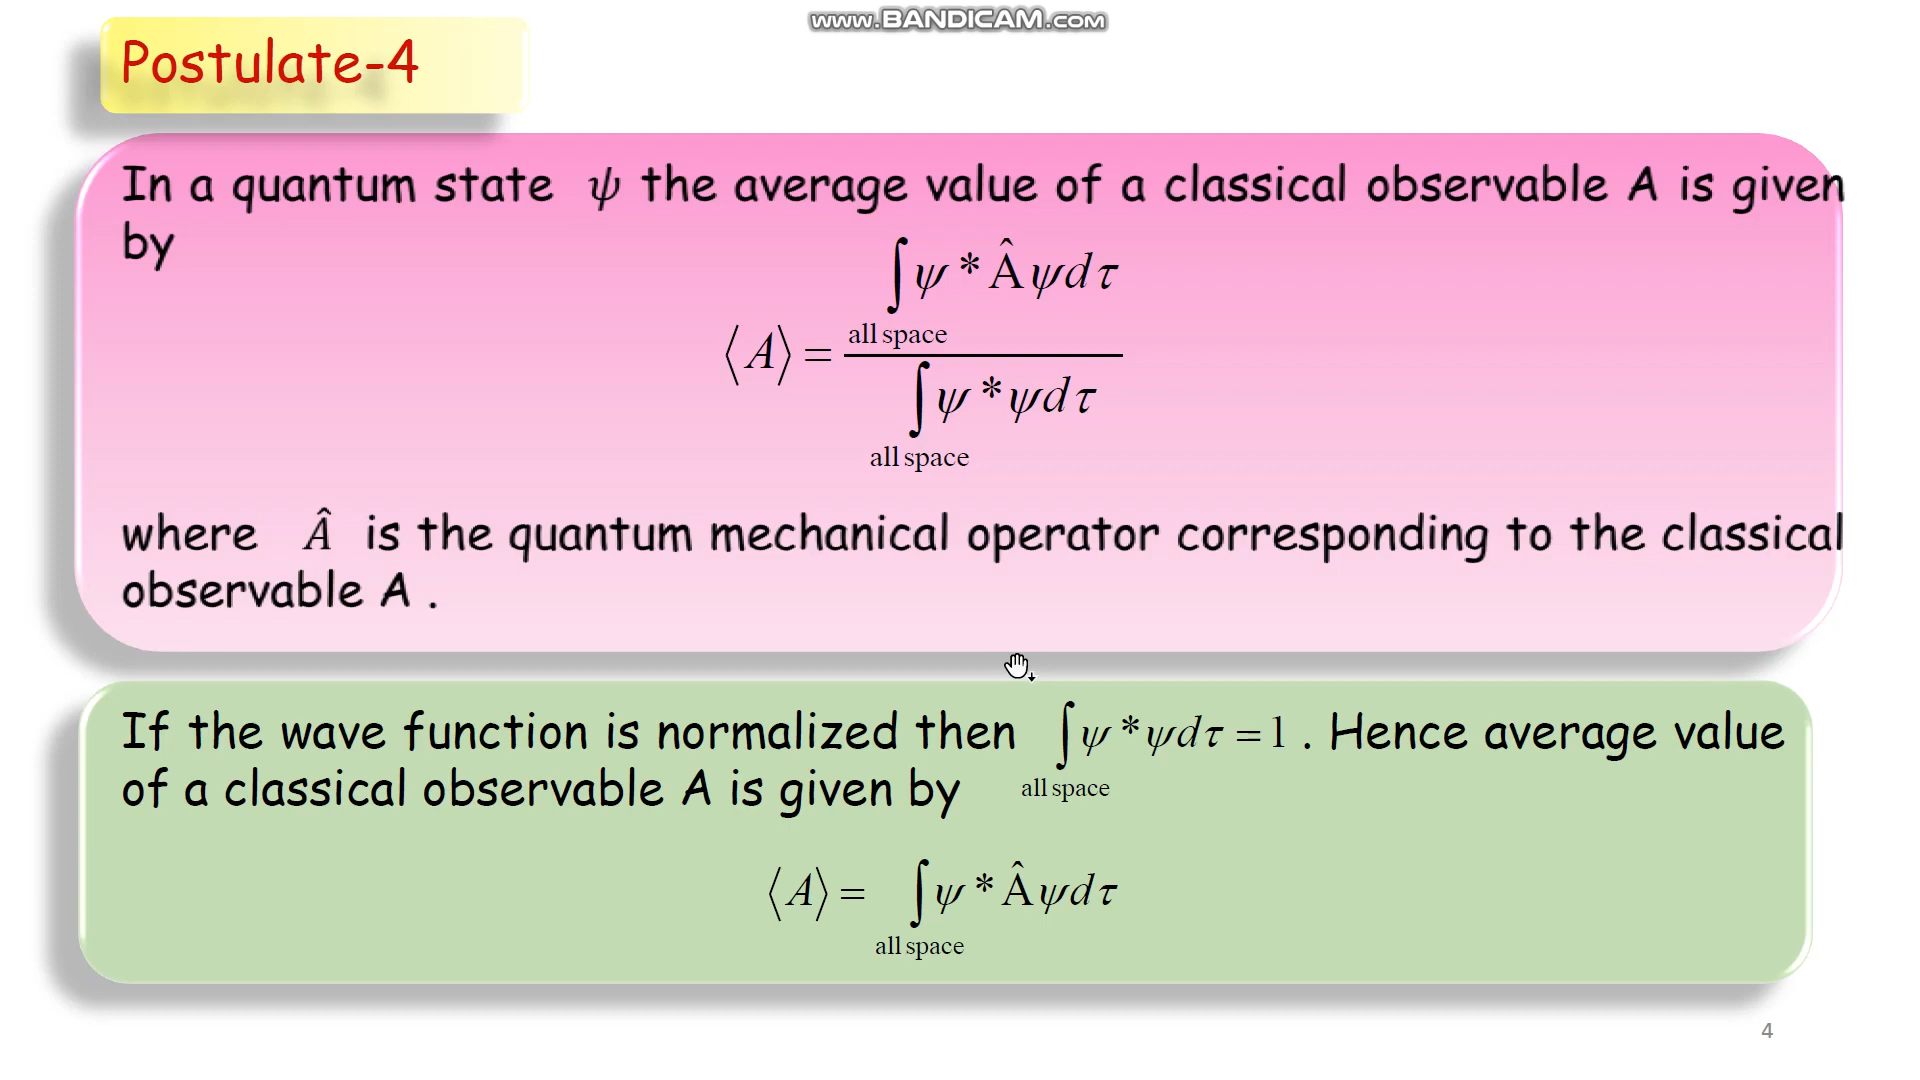 www.BANDICAM.com
Postulate-4
In a quantum state ψ the average value of a classical observable A is given
by
⟨A⟩ = ∫ψ * Âψdτ / ∫ψ * ψdτ
all space
all space
where Â is the quantum mechanical operator corresponding to the classical
observable A .
If the wave function is normalized then ∫ψ * ψdτ = 1 . Hence average value
all space
of a classical observable A is given by
⟨A⟩ = ∫ψ * Âψdτ
all space
4